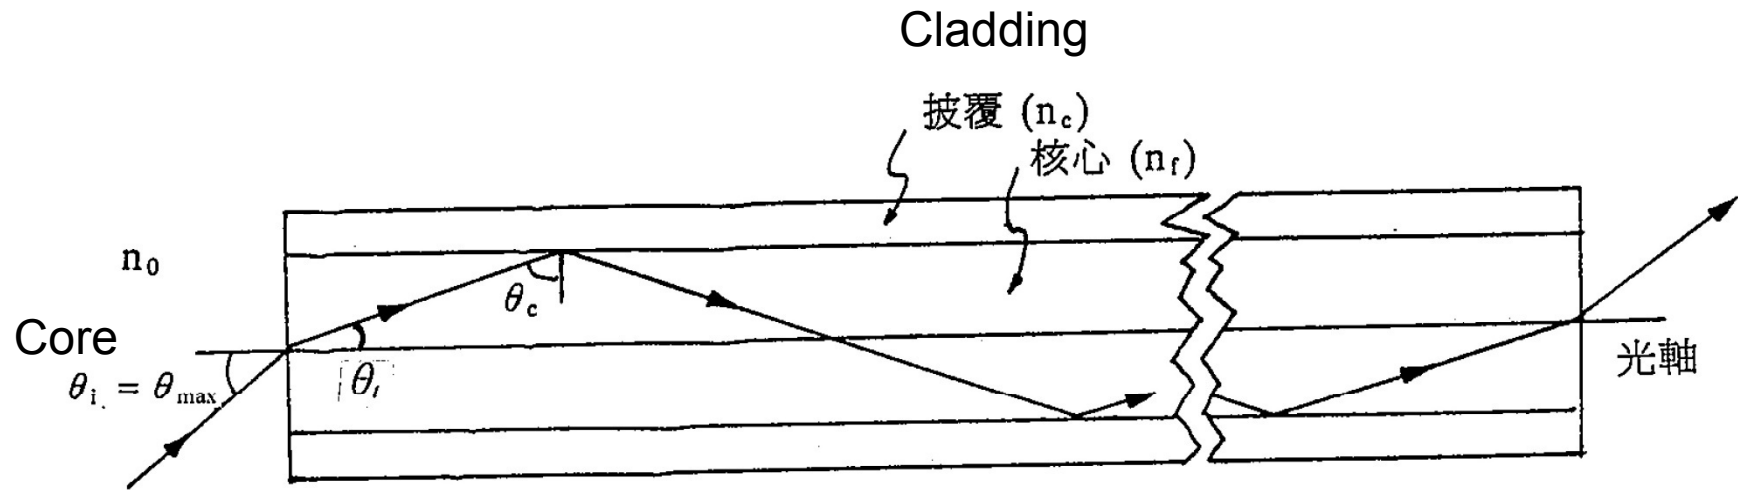 Cladding
披覆 (n_c)
核心 (n_f)
n_0
θ_c
Core
θ_i. = θ_max
θ_t
光軸